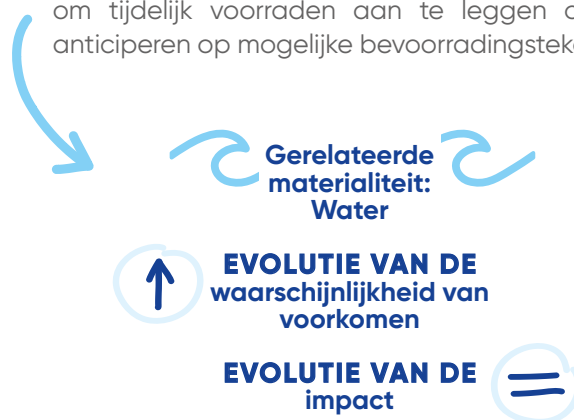 om tijdelijk voorraden aan te leggen
anticiperen op mogelijke
Gerelateerde
materialiteit:
Water
EVOLUTIE VAN DE
waarschijnlijkheid van
voorkomen
EVOLUTIE VAN DE
impact